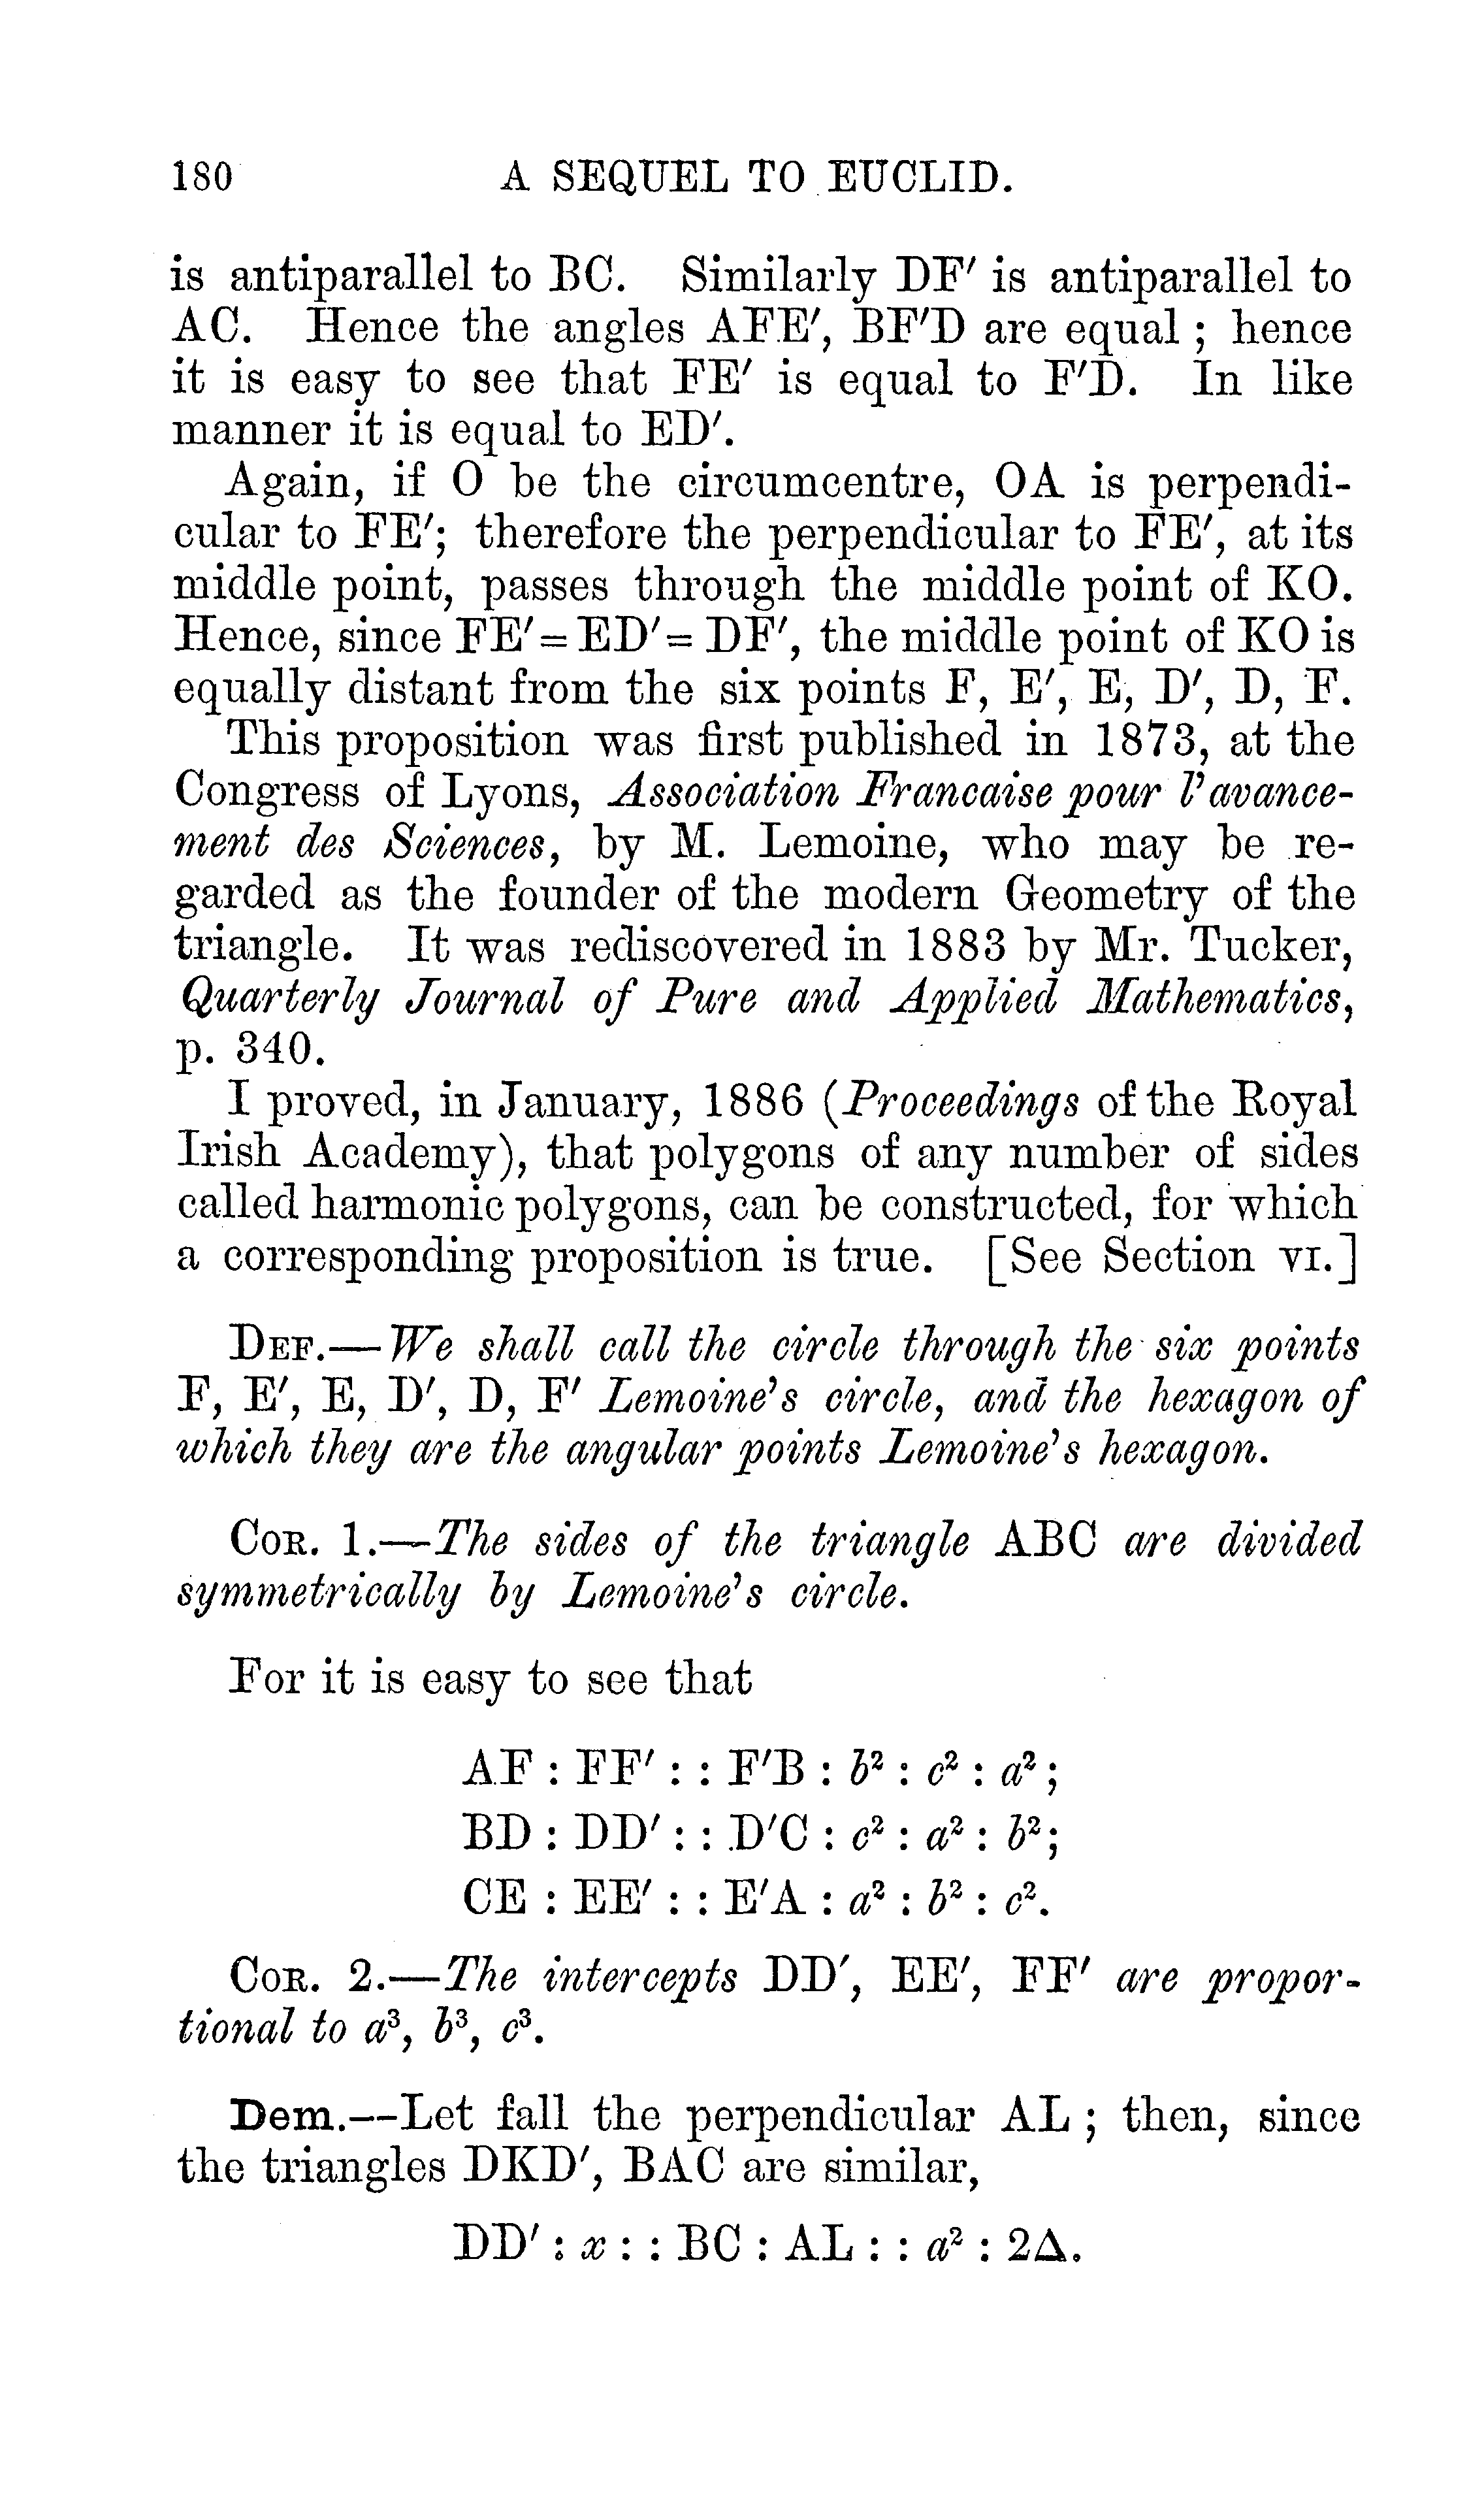 180 A SEQUEL TO EUCLID.
is antiparallel to BC. Similarly DF′ is antiparallel to
AC. Hence the angles AFE′, BF′D are equal; hence
it is easy to see that FE′ is equal to F′D. In like
manner it is equal to ED′.
Again, if O be the circumcentre, OA is perpendi-
cular to FE′; therefore the perpendicular to FE′, at its
middle point, passes through the middle point of KO.
Hence, since FE′ = ED′ = DF′, the middle point of KO is
equally distant from the six points F, E′, E, D′, D, F.
This proposition was first published in 1873, at the
Congress of Lyons, Association Francaise pour l'avance-
ment des Sciences, by M. Lemoine, who may be re-
garded as the founder of the modern Geometry of the
triangle. It was rediscovered in 1883 by Mr. Tucker,
Quarterly Journal of Pure and Applied Mathematics,
p. 340.
I proved, in January, 1886 (Proceedings of the Royal
Irish Academy), that polygons of any number of sides
called harmonic polygons, can be constructed, for which
a corresponding proposition is true. [See Section VI.]
DEF.—We shall call the circle through the six points
F, E′, E, D′, D, F′ Lemoine's circle, and the hexagon of
which they are the angular points Lemoine's hexagon.
COR. 1.—The sides of the triangle ABC are divided
symmetrically by Lemoine's circle.
For it is easy to see that
AF : FF′ : : F′B : b² : c² : a² ;
BD : DD′ : : D′C : c² : a² : b² ;
CE : EE′ : : E′A : a² : b² : c².
COR. 2.—The intercepts DD′, EE′, FF′ are propor-
tional to a³, b³, c³.
Dem.—Let fall the perpendicular AL; then, since
the triangles DKD′, BAC are similar,
DD′ : x : : BC : AL : : a² : 2Δ.